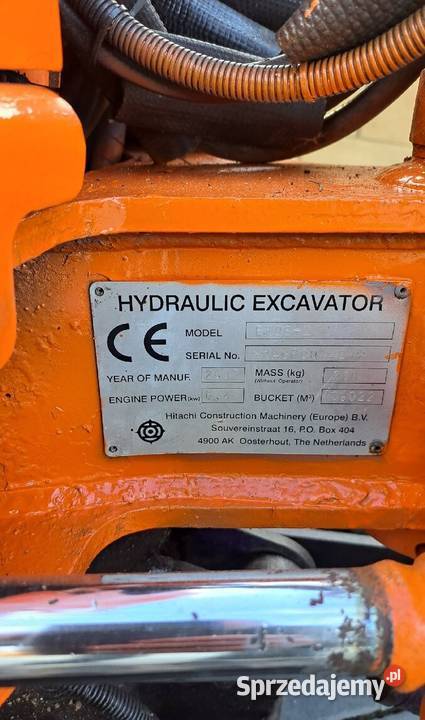 HYDRAULIC EXCAVATOR
CE
MODEL
SERIAL No.
YEAR OF MANUF. MASS (kg)
(Without Operator)
ENGINE POWER (kw) BUCKET (M³)
Hitachi Construction Machinery (Europe) B.V.
Souvereinstraat 16, P.O. Box 404
4900 AK Oosterhout, The Netherlands
Sprzedajemy.pl